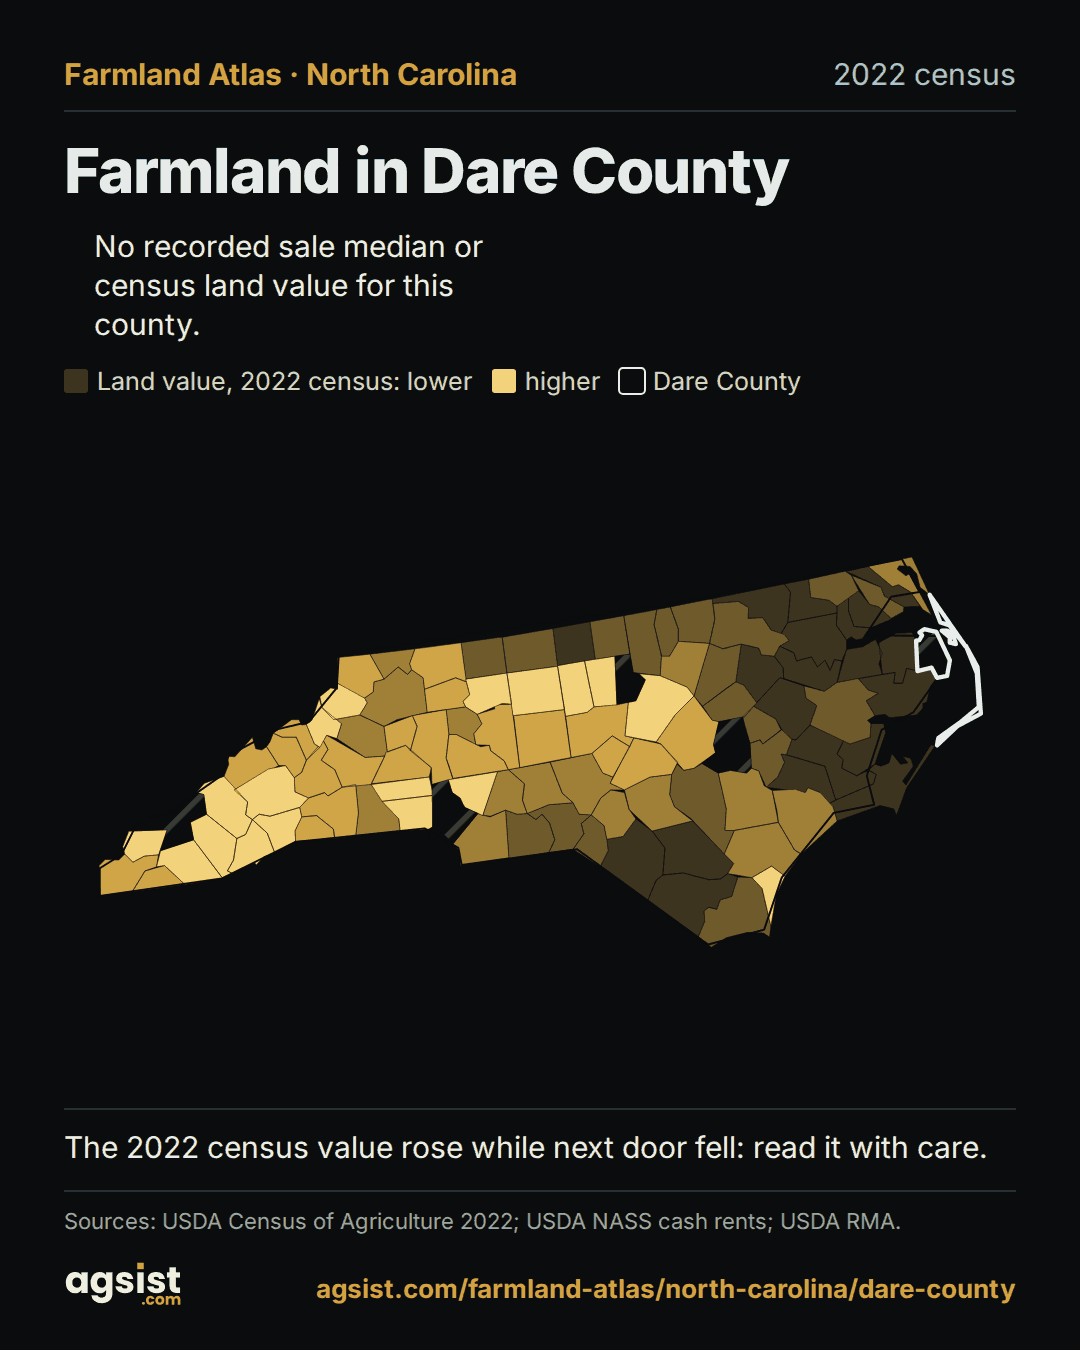 Farmland Atlas · North Carolina
2022 census
Farmland in Dare County
No recorded sale median or
census land value for this
county.
Land value, 2022 census: lower
higher
Dare County
The 2022 census value rose while next door fell: read it with care.
Sources: USDA Census of Agriculture 2022; USDA NASS cash rents; USDA RMA.
agsist
.com
agsist.com/farmland-atlas/north-carolina/dare-county